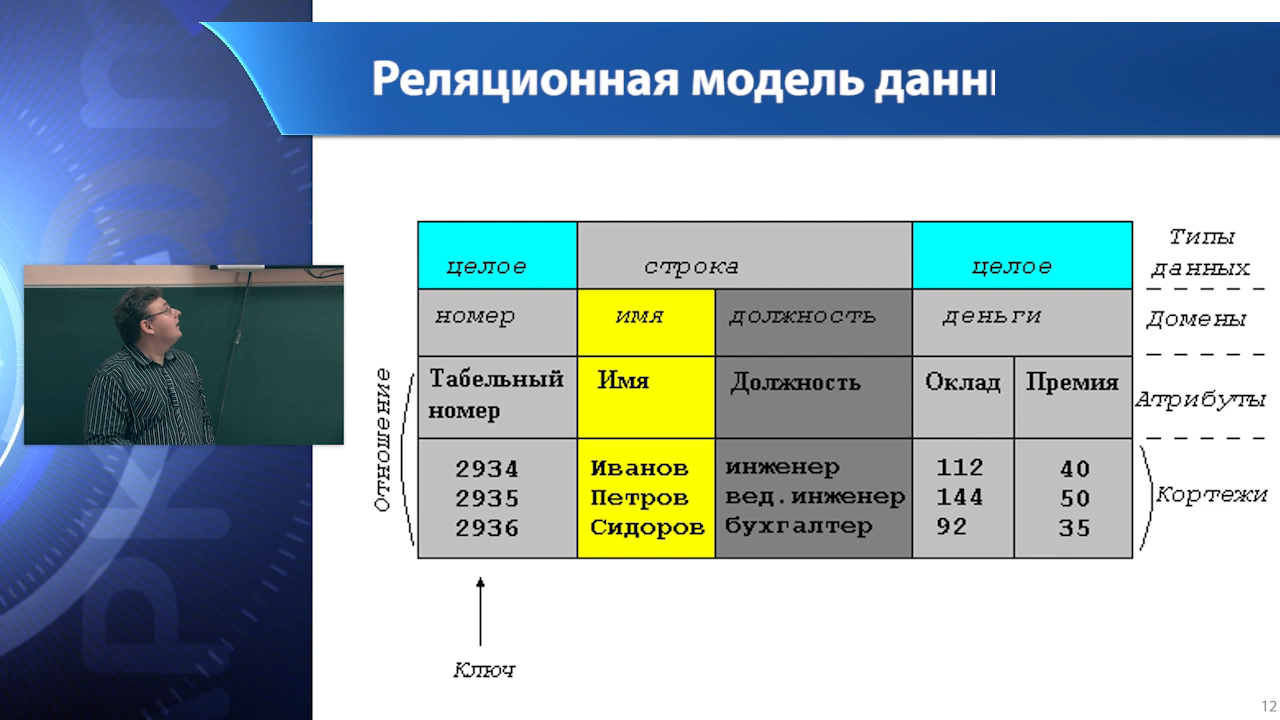 Реляционная модель данн
целое строка целое Типы
данных
номер имя должность деньги Домены
Табельный номер Имя Должность Оклад Премия Атрибуты
Отношение
2934 Иванов инженер 112 40
2935 Петров вед.инженер 144 50 Кортежи
2936 Сидоров бухгалтер 92 35
Ключ
12